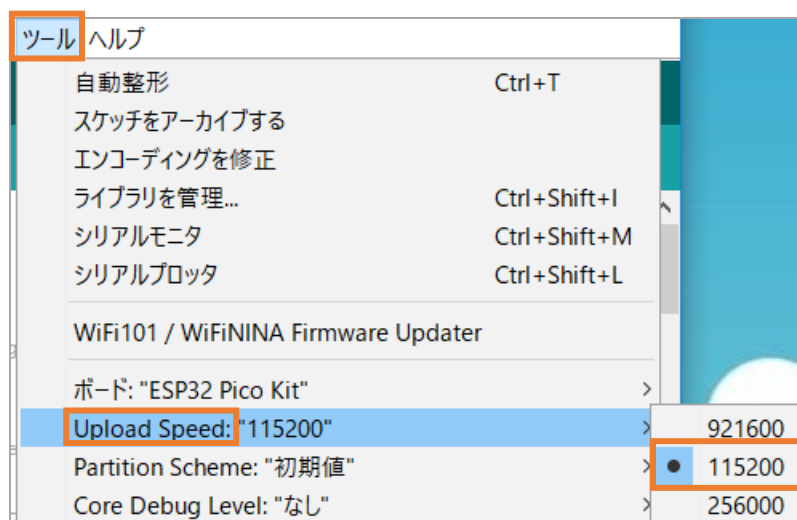 ツール ヘルプ
自動整形 Ctrl+T
スケッチをアーカイブする
エンコーディングを修正
ライブラリを管理... Ctrl+Shift+I
シリアルモニタ Ctrl+Shift+M
シリアルプロッタ Ctrl+Shift+L
WiFi101 / WiFiNINA Firmware Updater
ボード: "ESP32 Pico Kit"
Upload Speed: "115200" 921600
Partition Scheme: "初期値" 115200
Core Debug Level: "なし" 256000